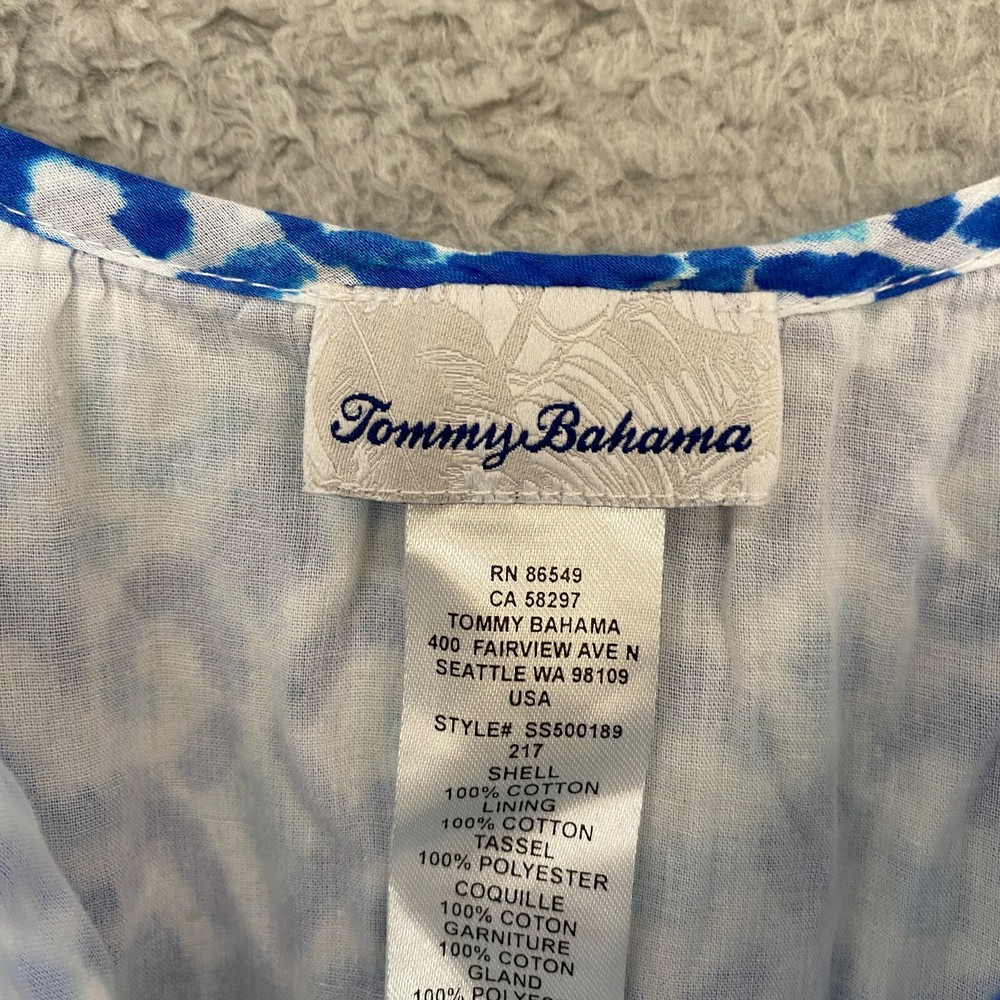 Tommy Bahama
RN 86549
CA 58297
TOMMY BAHAMA
400 FAIRVIEW AVE N
SEATTLE WA 98109
USA
STYLE# SS500189
217
SHELL
100% COTTON
LINING
100% COTTON
TASSEL
100% POLYESTER
COQUILLE
100% COTON
GARNITURE
100% COTON
GLAND
100%